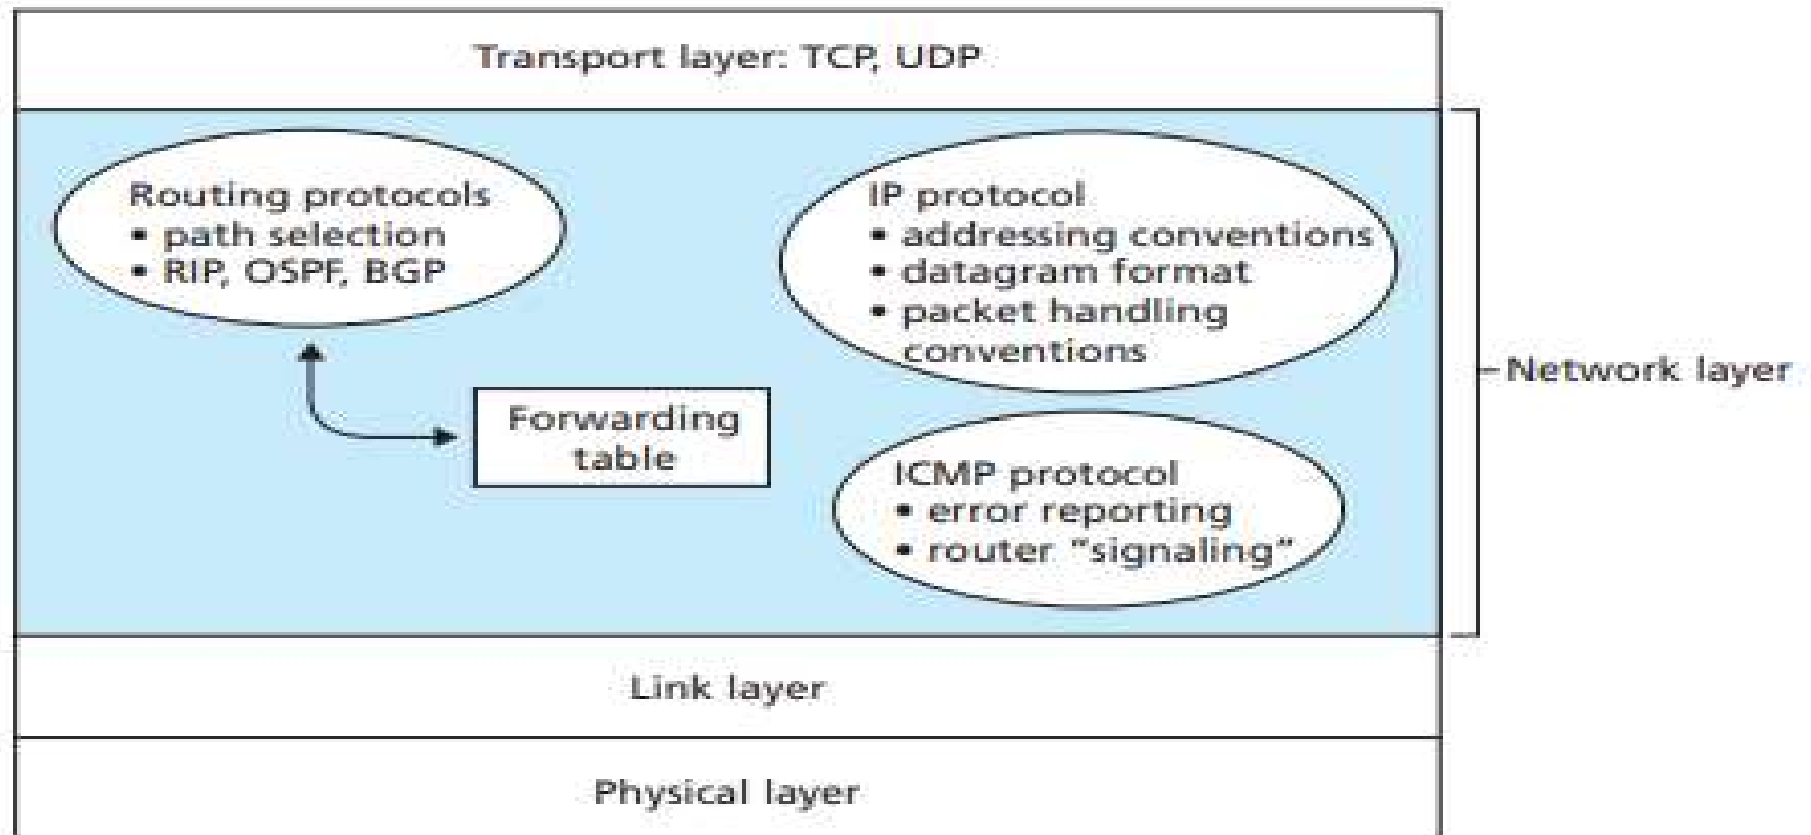 Transport layer: TCP, UDP
Routing protocols
• path selection
• RIP, OSPF, BGP
IP protocol
• addressing conventions
• datagram format
• packet handling
conventions
Forwarding
table
ICMP protocol
• error reporting
• router “signaling”
Network layer
Link layer
Physical layer